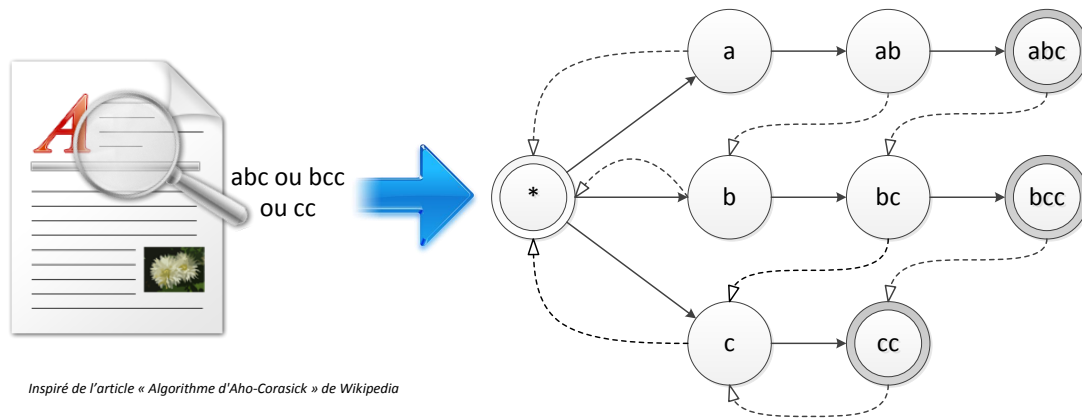 A
abc ou bcc
ou cc
*
a
ab
abc
b
bc
bcc
c
cc
Inspiré de l'article « Algorithme d'Aho-Corasick » de Wikipedia